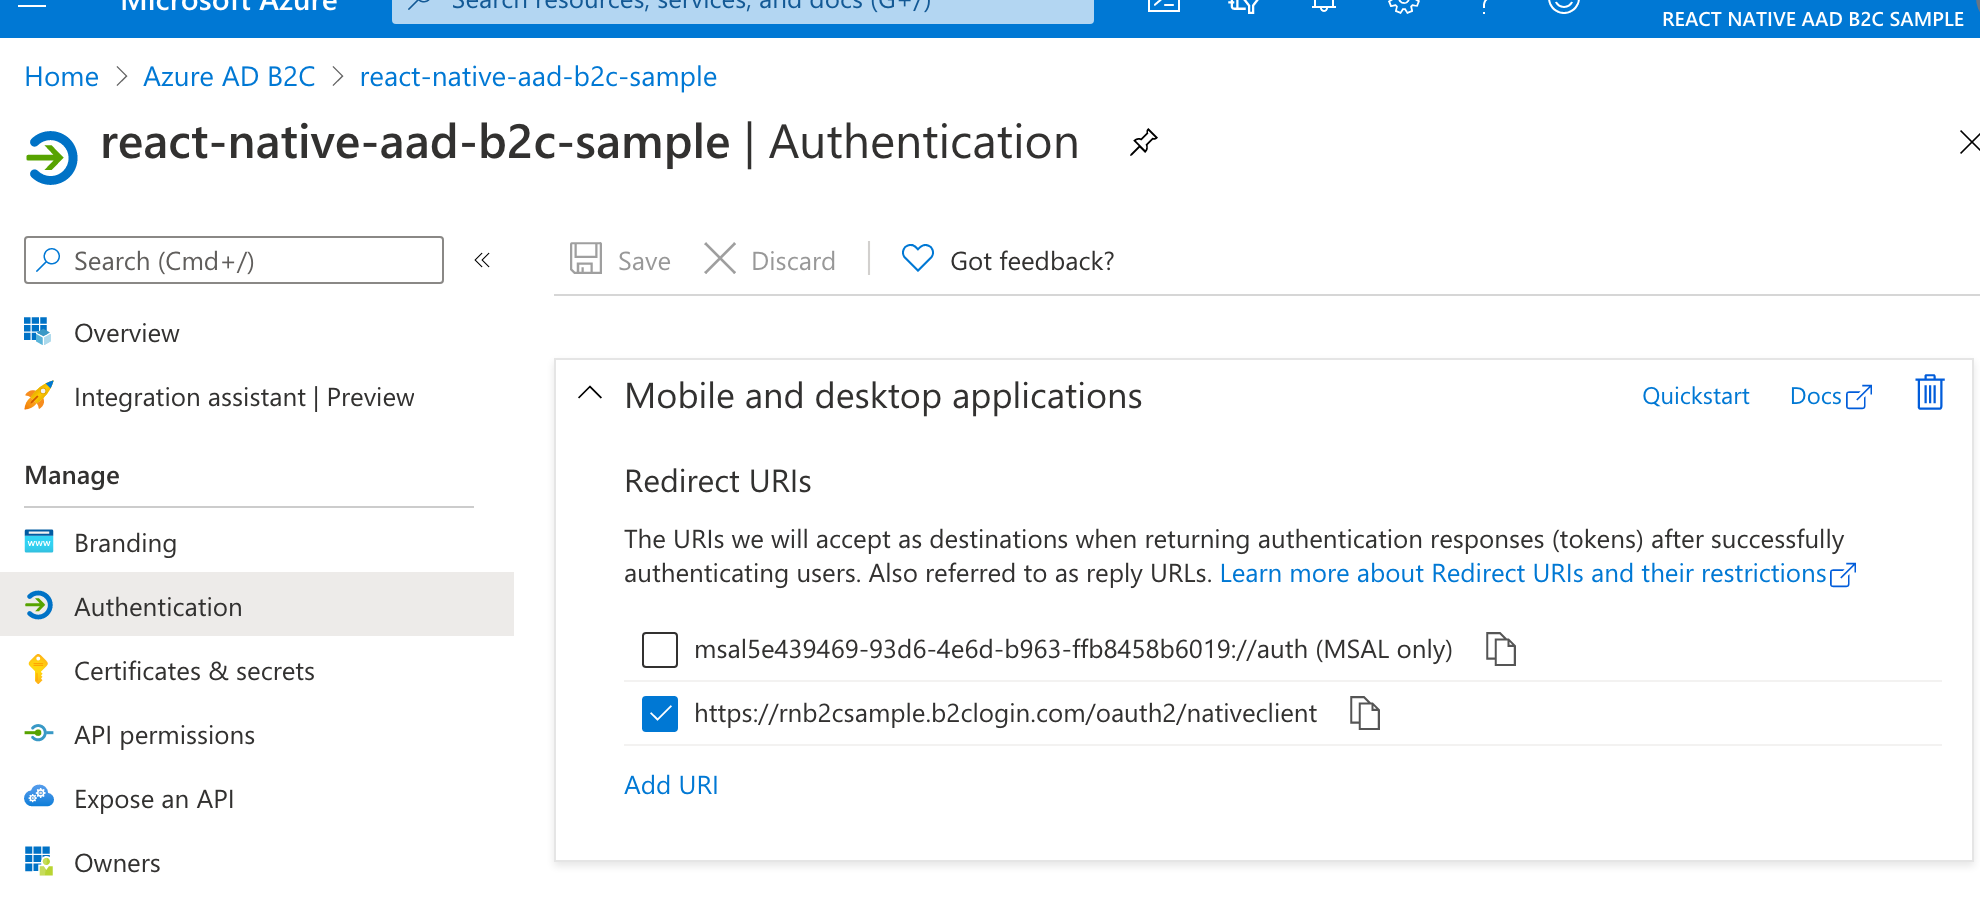 Microsoft Azure
Search resources, services, and docs (G+/)
REACT NATIVE AAD B2C SAMPLE
Home > Azure AD B2C > react-native-aad-b2c-sample
react-native-aad-b2c-sample | Authentication
Search (Cmd+/)
«
Save
Discard
Got feedback?
Overview
Integration assistant | Preview
Manage
Branding
Authentication
Certificates & secrets
API permissions
Expose an API
Owners
Mobile and desktop applications
Quickstart
Docs
Redirect URIs
The URIs we will accept as destinations when returning authentication responses (tokens) after successfully
authenticating users. Also referred to as reply URLs. Learn more about Redirect URIs and their restrictions
msal5e439469-93d6-4e6d-b963-ffb8458b6019://auth (MSAL only)
https://rnb2csample.b2clogin.com/oauth2/nativeclient
Add URI